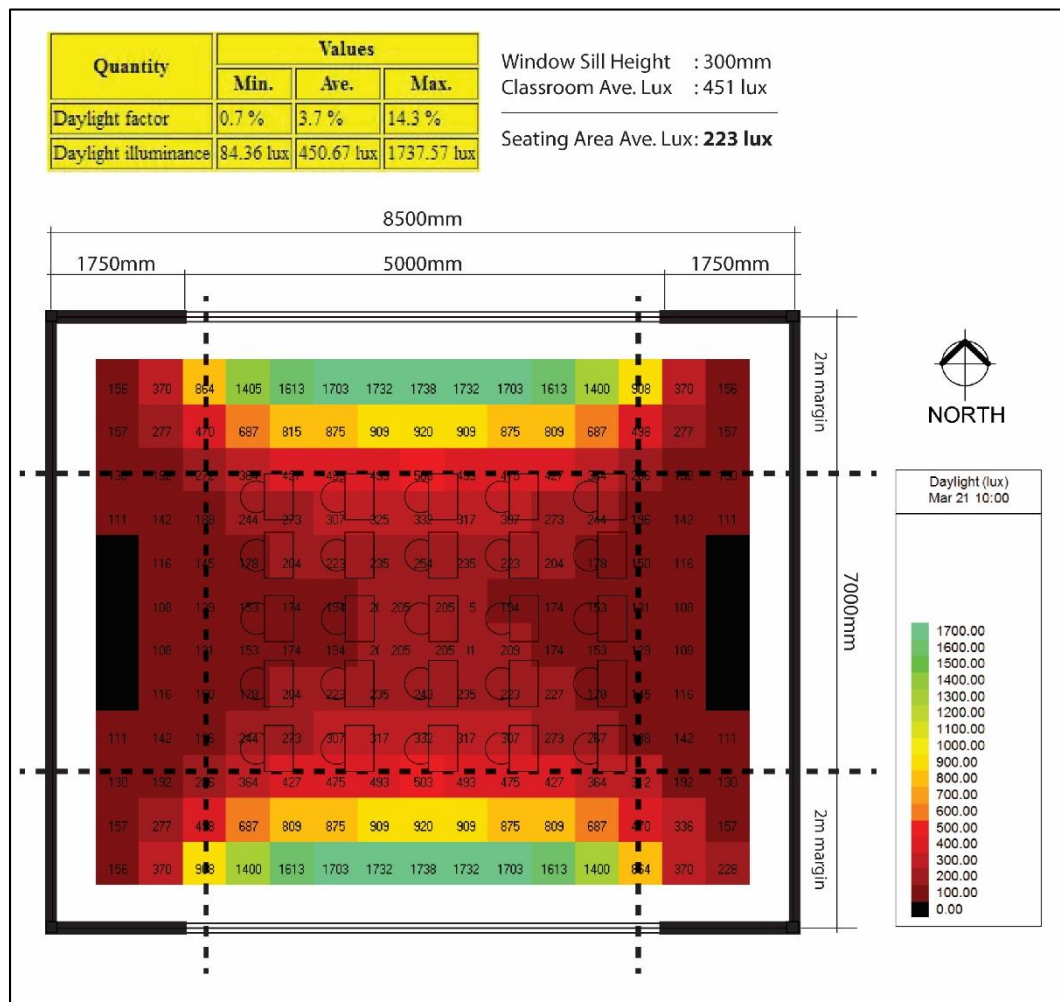 Quantity Values
Min. Ave. Max.
Daylight factor 0.7 % 3.7 % 14.3 %
Daylight illuminance 84.36 lux 450.67 lux 1737.57 lux
Window Sill Height : 300mm
Classroom Ave. Lux : 451 lux
Seating Area Ave. Lux: 223 lux
8500mm
1750mm 5000mm 1750mm
2m margin
7000mm
2m margin
NORTH
Daylight (lux)
Mar 21 10:00
1700.00
1600.00
1500.00
1400.00
1300.00
1200.00
1100.00
1000.00
900.00
800.00
700.00
600.00
500.00
400.00
300.00
200.00
100.00
0.00
156 370 864 1405 1613 1703 1732 1738 1732 1703 1613 1400 908 370 156
157 277 470 687 815 875 909 920 909 875 809 687 498 277 157
427 475 427
111 142 244 273 307 325 332 317 273 244 142 111
116 178 204 223 235 254 235 223 204 178 150 116
108 153 174 194 205 205 194 174 153 108
108 153 174 194 205 205 209 174 153 108
116 178 204 223 235 243 235 223 227 178 116
111 142 244 273 307 317 332 317 307 273 267 142 111
130 192 364 427 475 493 503 493 475 427 364 192 130
157 277 687 809 875 909 920 909 875 809 687 470 336 157
156 370 908 1400 1613 1703 1732 1738 1732 1703 1613 1400 864 370 228